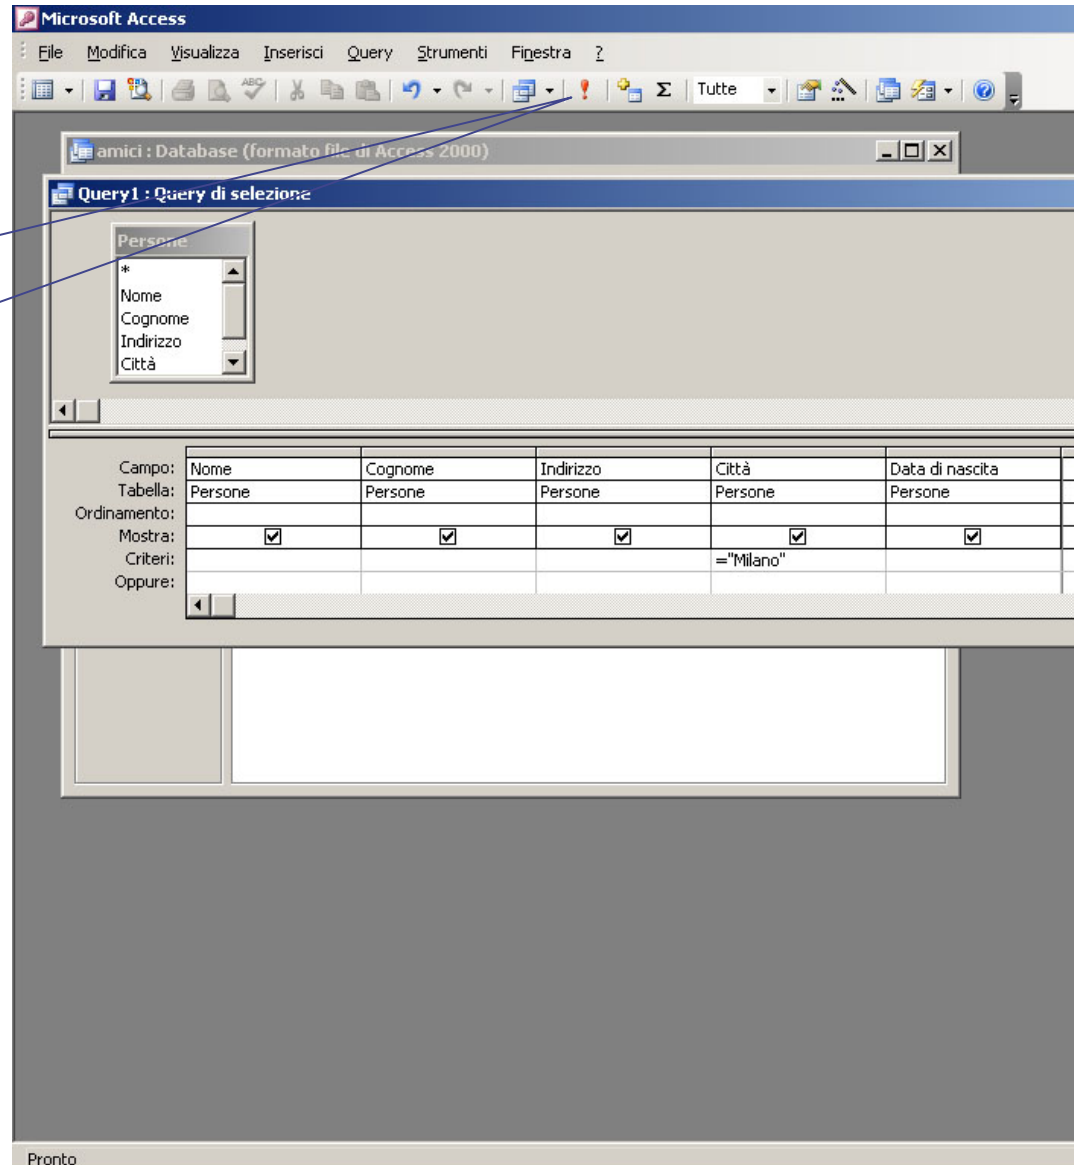 Microsoft Access
File Modifica Visualizza Inserisci Query Strumenti Finestra ?
ABC Σ Tutte
amici : Database (formato file di Access 2000)
Query1 : Query di selezione
Persone
*
Nome
Cognome
Indirizzo
Città
Campo: Nome Cognome Indirizzo Città Data di nascita
Tabella: Persone Persone Persone Persone Persone
Ordinamento:
Mostra:
Criteri: ="Milano"
Oppure:
Pronto